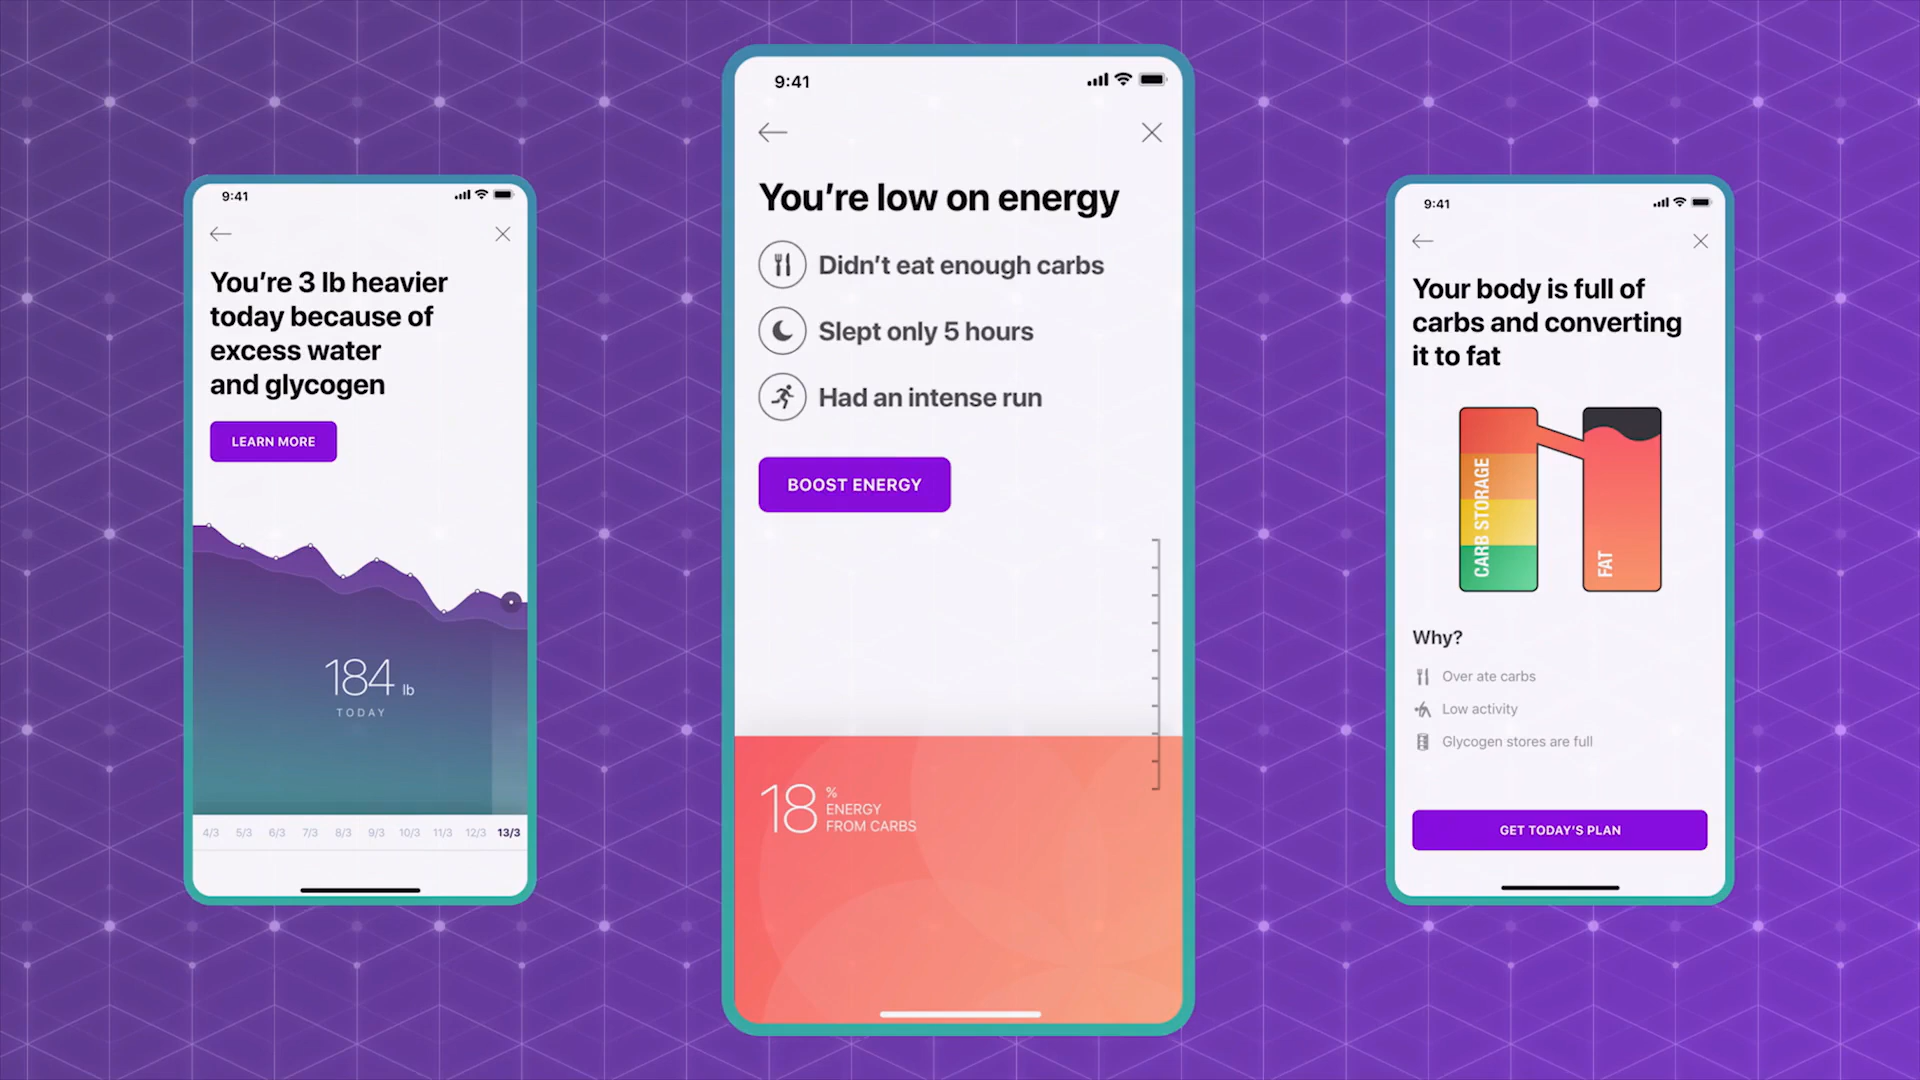 9:41
You're 3 lb heavier
today because of
excess water
and glycogen
LEARN MORE
184 lb
TODAY
4/3 5/3 6/3 7/3 8/3 9/3 10/3 11/3 12/3 13/3
9:41
You're low on energy
Didn't eat enough carbs
Slept only 5 hours
Had an intense run
BOOST ENERGY
18 %
ENERGY
FROM CARBS
9:41
Your body is full of
carbs and converting
it to fat
CARB STORAGE
FAT
Why?
Over ate carbs
Low activity
Glycogen stores are full
GET TODAY'S PLAN